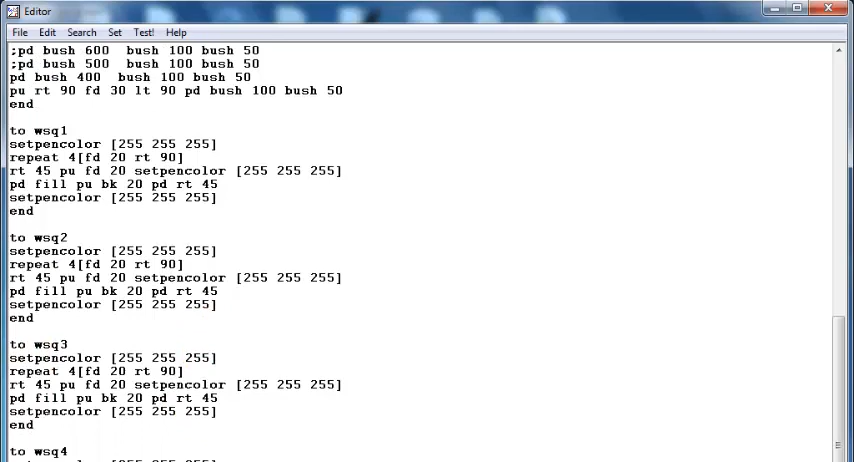 Editor
File Edit Search Set Test! Help
;pd bush 600  bush 100 bush 50
;pd bush 500  bush 100 bush 50
pd bush 400  bush 100 bush 50
pu rt 90 fd 30 lt 90 pd bush 100 bush 50
end
to wsq1
setpencolor [255 255 255]
repeat 4[fd 20 rt 90]
rt 45 pu fd 20 setpencolor [255 255 255]
pd fill pu bk 20 pd rt 45
setpencolor [255 255 255]
end
to wsq2
setpencolor [255 255 255]
repeat 4[fd 20 rt 90]
rt 45 pu fd 20 setpencolor [255 255 255]
pd fill pu bk 20 pd rt 45
setpencolor [255 255 255]
end
to wsq3
setpencolor [255 255 255]
repeat 4[fd 20 rt 90]
rt 45 pu fd 20 setpencolor [255 255 255]
pd fill pu bk 20 pd rt 45
setpencolor [255 255 255]
end
to wsq4